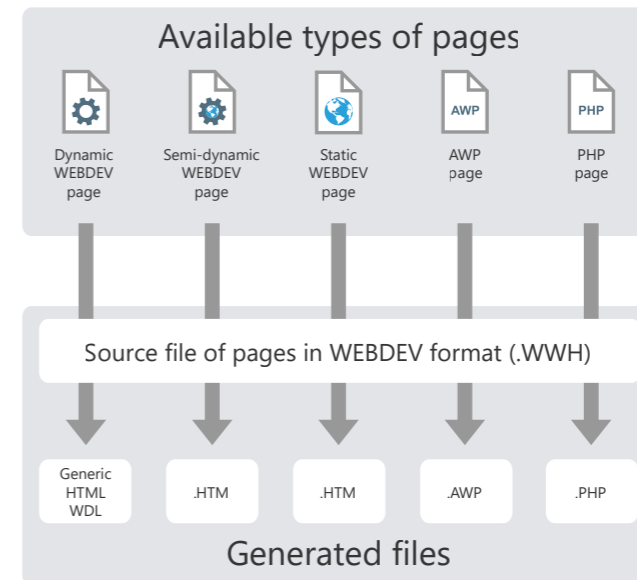 Available types of pages
AWP
PHP
Dynamic
WEBDEV
page
Semi-dynamic
WEBDEV
page
Static
WEBDEV
page
AWP
page
PHP
page
Source file of pages in WEBDEV format (.WWH)
Generic
HTML
WDL
.HTM
.HTM
.AWP
.PHP
Generated files